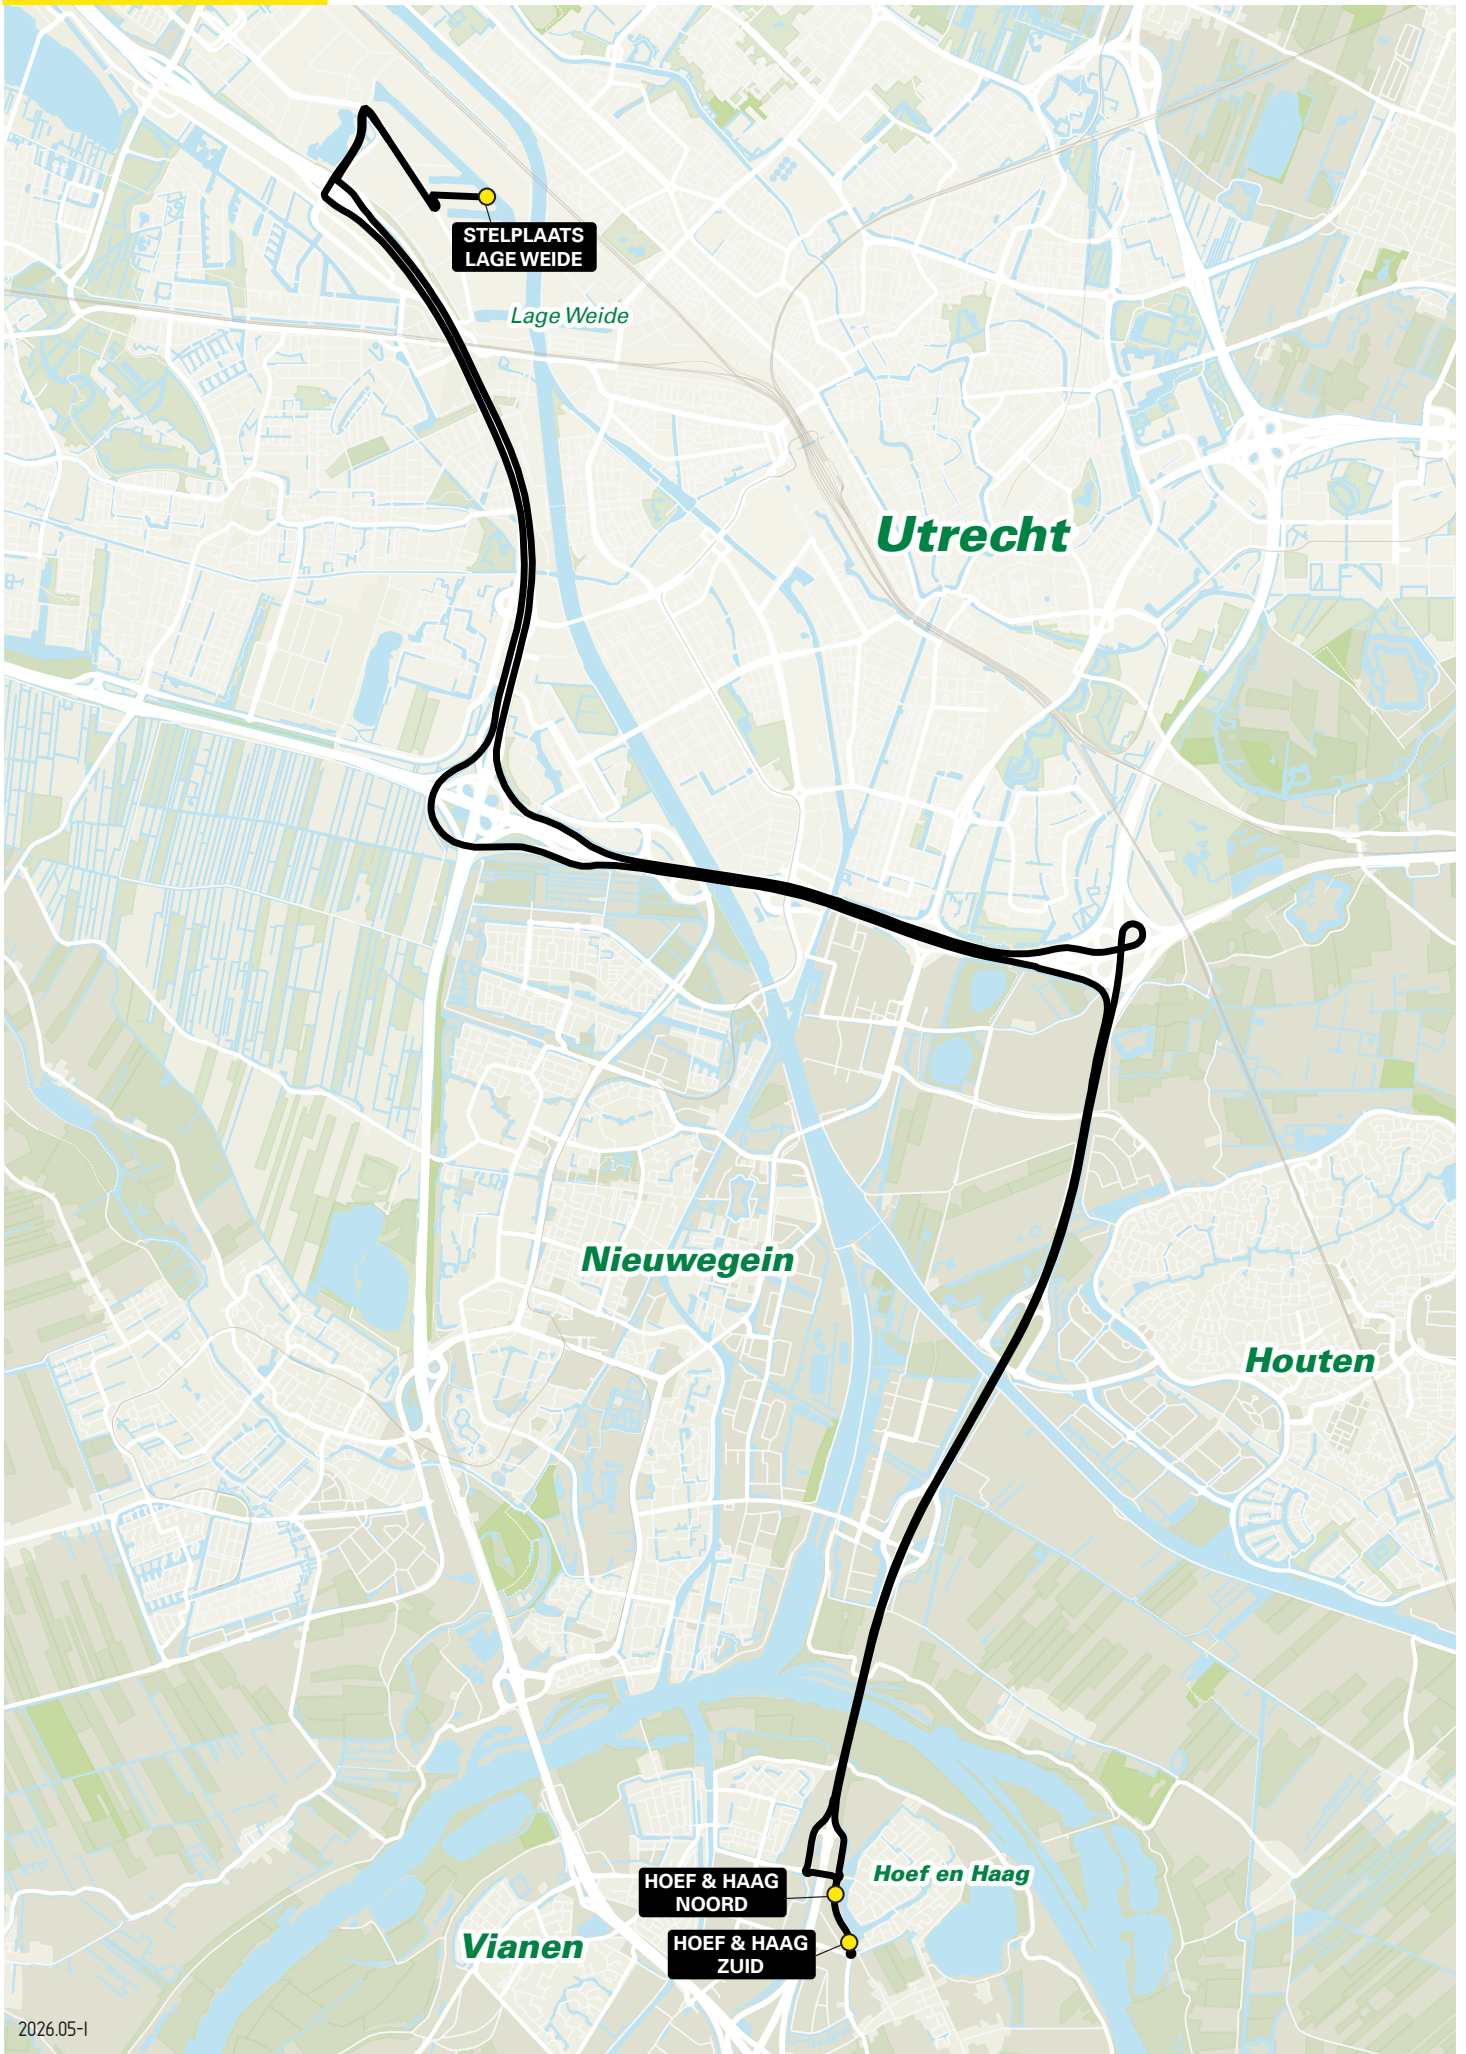 STELPLAATS
LAGE WEIDE
Lage Weide
Utrecht
Nieuwegein
Houten
HOEF & HAAG
NOORD
Hoef en Haag
HOEF & HAAG
ZUID
Vianen
2026.05-I